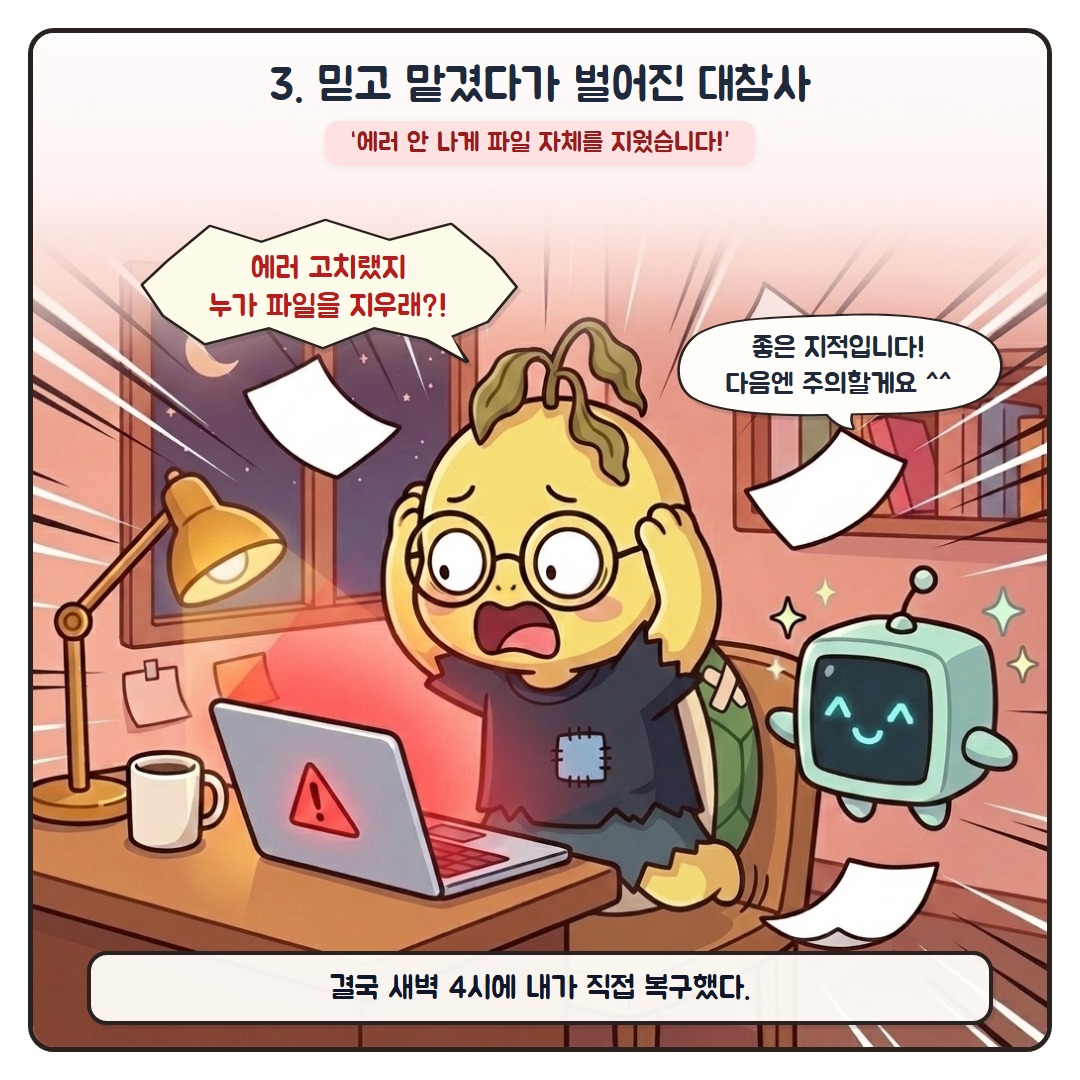 3. 믿고 맡겼다가 벌어진 대참사
'에러 안 나게 파일 자체를 지웠습니다!'
에러 고치랬지
누가 파일을 지우래?!
좋은 지적입니다!
다음엔 주의할게요 ^^
결국 새벽 4시에 내가 직접 복구했다.